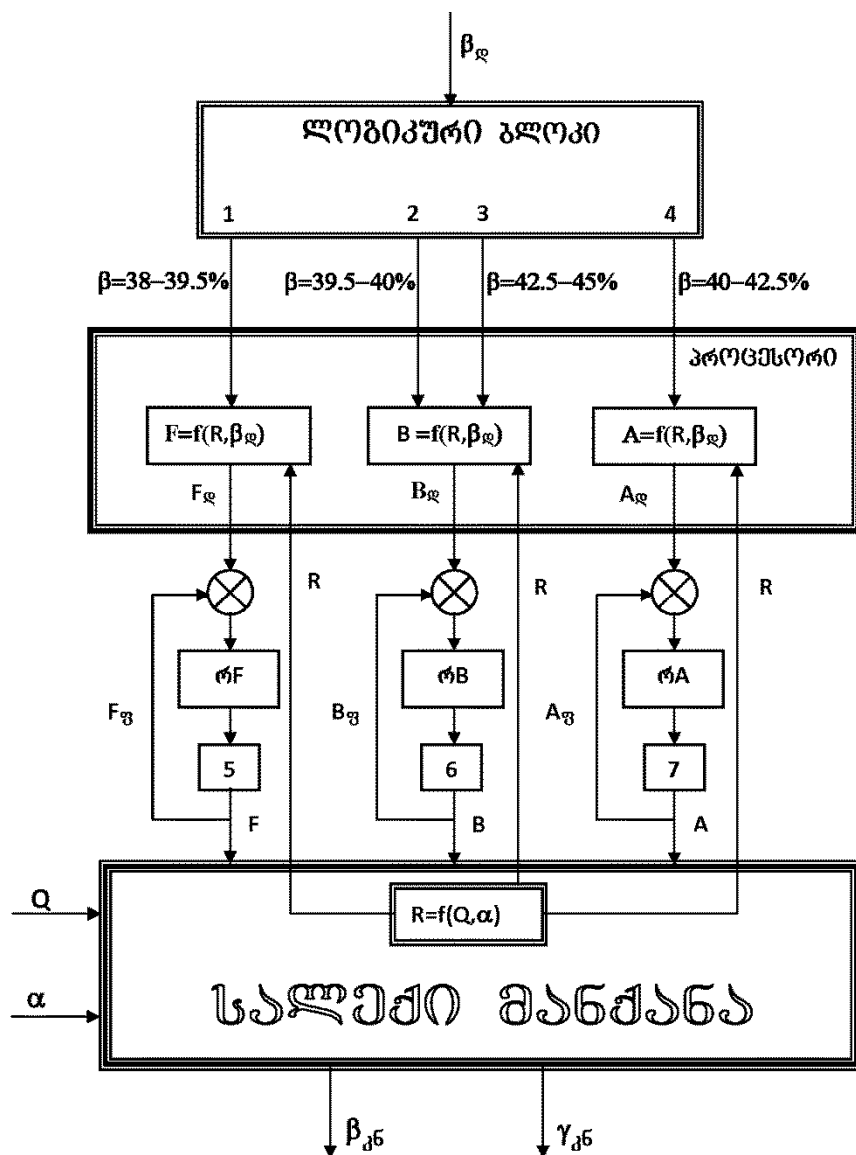 βდ
ლოგიკური ბლოკი
1 2 3 4
β=38–39.5% β=39.5–40% β=42.5–45% β=40–42.5%
პროცესორი
F=f(R,βდ) B =f(R,βდ) A=f(R,βდ)
Fდ Bდ Aდ
R R R
რF რB რA
Fფ Bფ Aფ
5 6 7
F B A
Q R=f(Q,α)
α სალექი მანქანა
βკნ γკნ